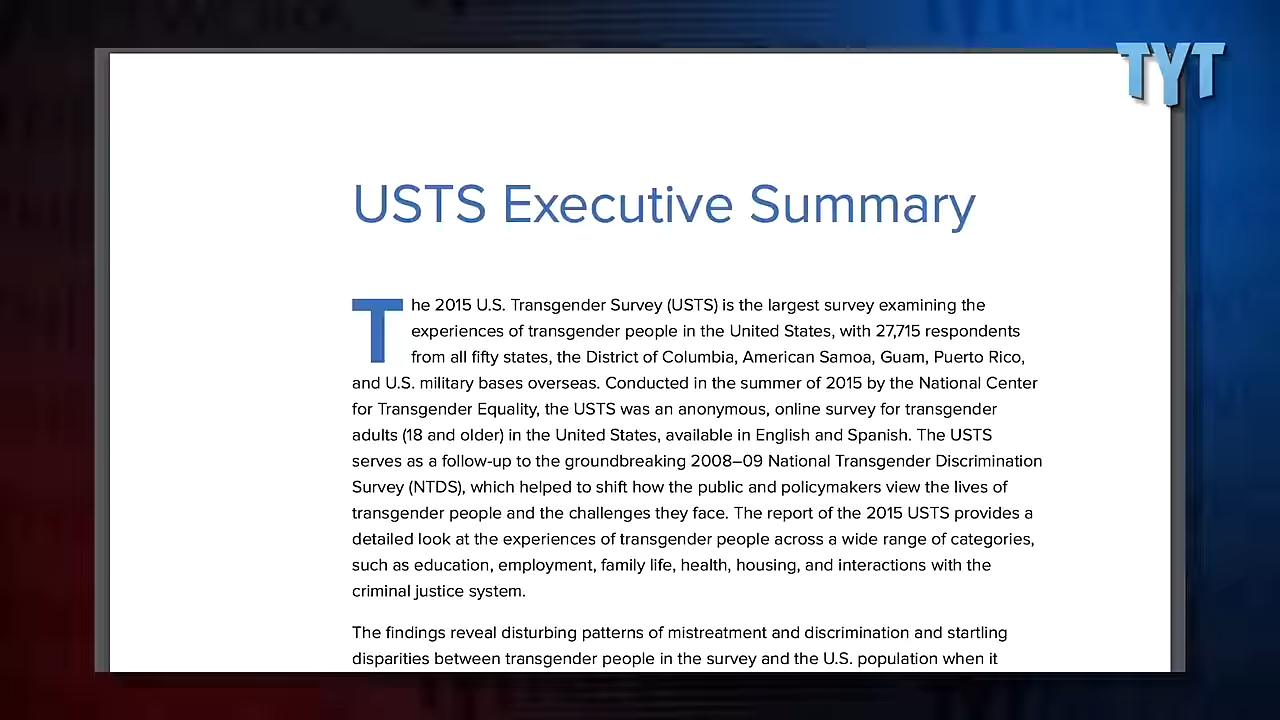 TYT
USTS Executive Summary
The 2015 U.S. Transgender Survey (USTS) is the largest survey examining the
experiences of transgender people in the United States, with 27,715 respondents
from all fifty states, the District of Columbia, American Samoa, Guam, Puerto Rico,
and U.S. military bases overseas. Conducted in the summer of 2015 by the National Center
for Transgender Equality, the USTS was an anonymous, online survey for transgender
adults (18 and older) in the United States, available in English and Spanish. The USTS
serves as a follow-up to the groundbreaking 2008–09 National Transgender Discrimination
Survey (NTDS), which helped to shift how the public and policymakers view the lives of
transgender people and the challenges they face. The report of the 2015 USTS provides a
detailed look at the experiences of transgender people across a wide range of categories,
such as education, employment, family life, health, housing, and interactions with the
criminal justice system.
The findings reveal disturbing patterns of mistreatment and discrimination and startling
disparities between transgender people in the survey and the U.S. population when it